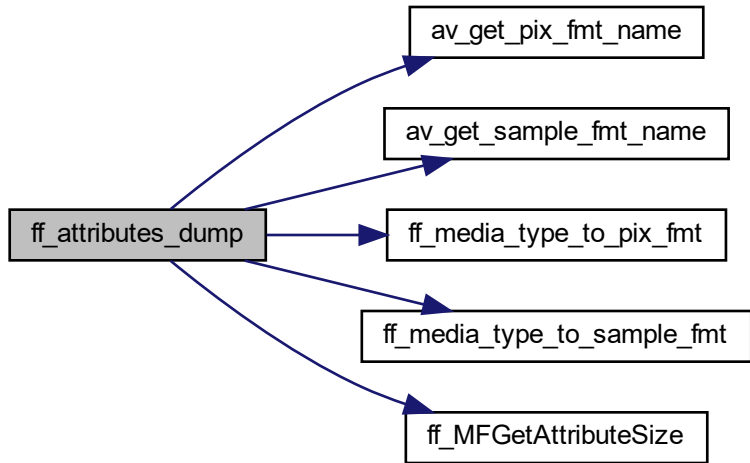 av_get_pix_fmt_name
av_get_sample_fmt_name
ff_attributes_dump
ff_media_type_to_pix_fmt
ff_media_type_to_sample_fmt
ff_MFGetAttributeSize